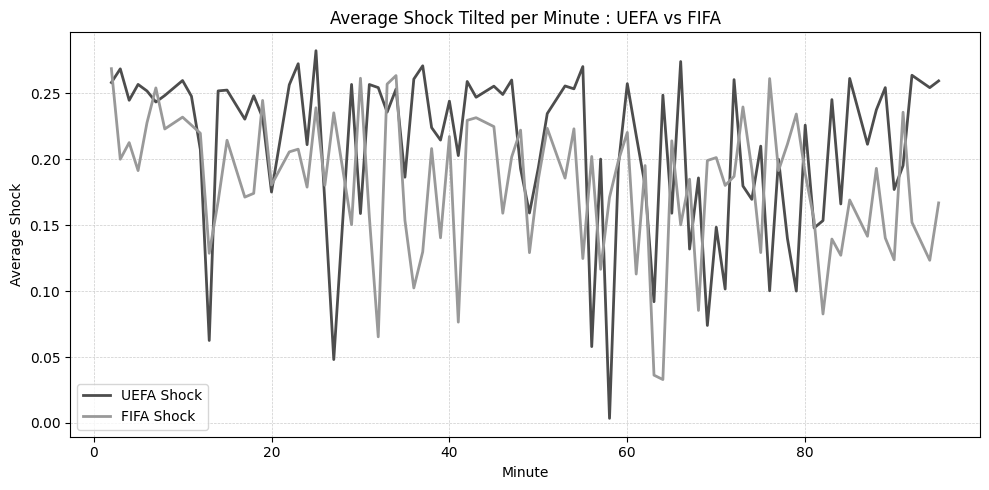 Average Shock Tilted per Minute : UEFA vs FIFA
Average Shock
0.25
0.20
0.15
0.10
0.05
0.00
UEFA Shock
FIFA Shock
0 20 40 60 80
Minute